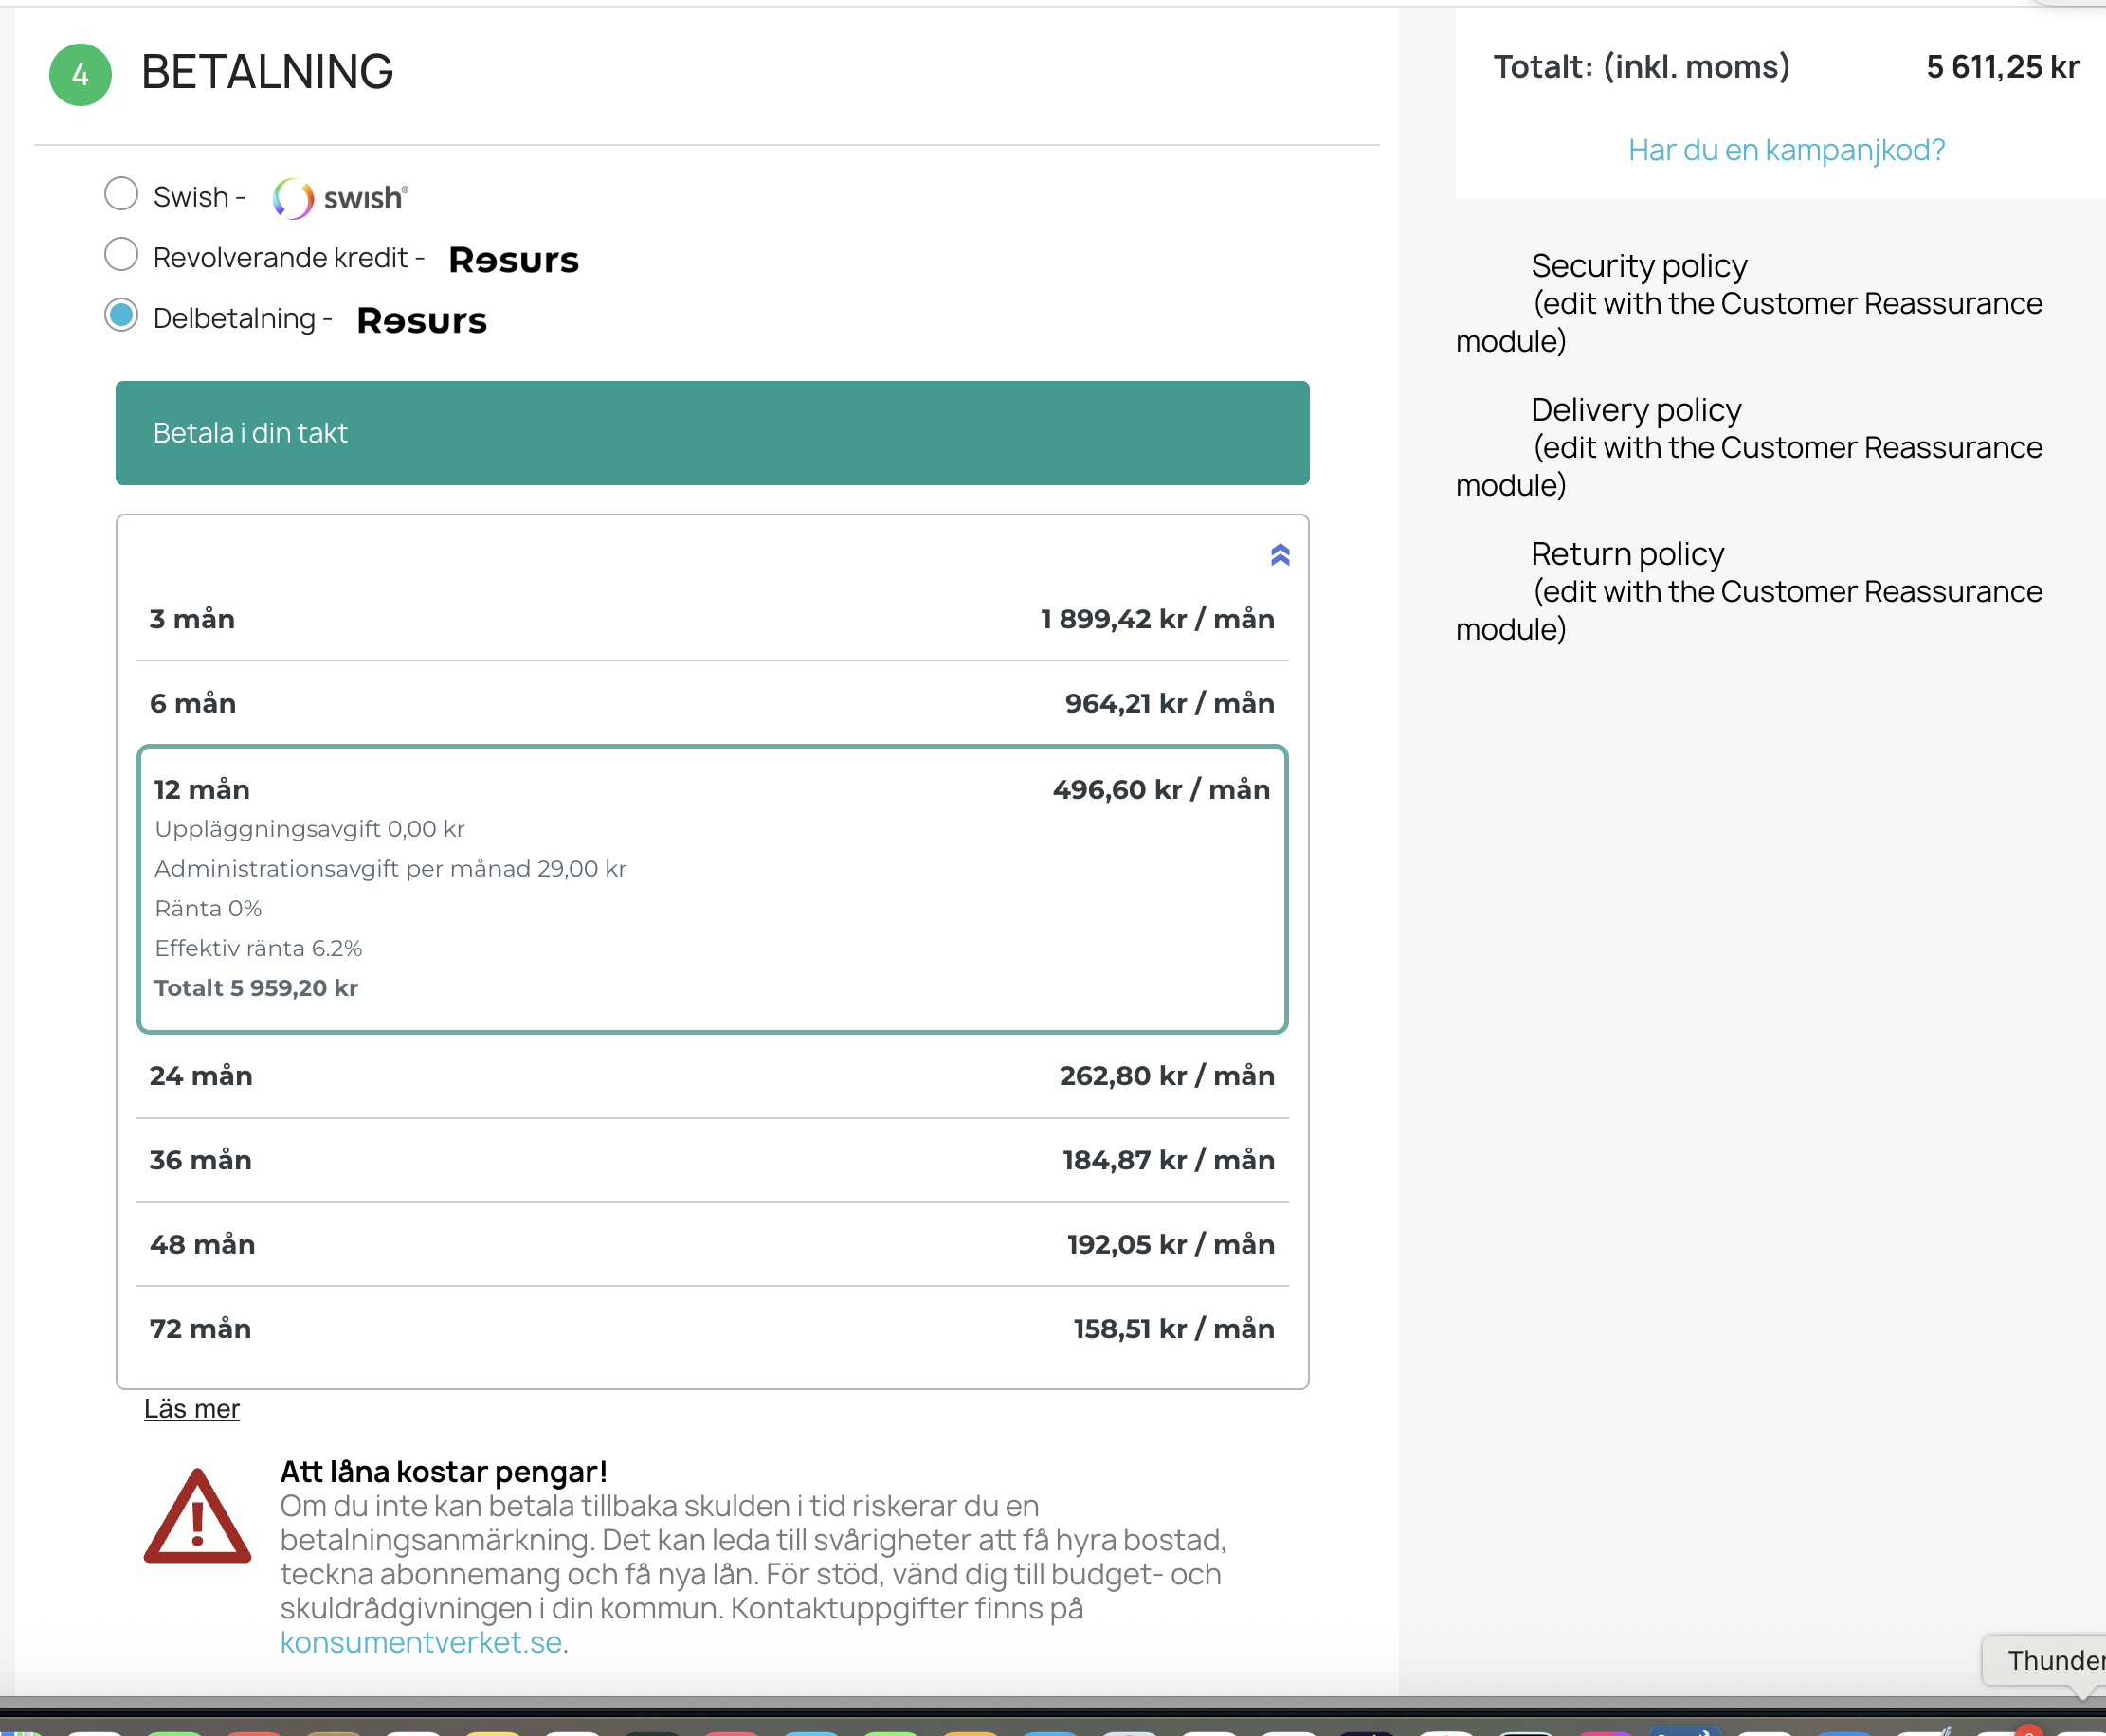 4 BETALNING
Swish - swish®
Revolverande kredit - Resurs
Delbetalning - Resurs
Betala i din takt
3 mån 1 899,42 kr / mån
6 mån 964,21 kr / mån
12 mån 496,60 kr / mån
Uppläggningsavgift 0,00 kr
Administrationsavgift per månad 29,00 kr
Ränta 0%
Effektiv ränta 6.2%
Totalt 5 959,20 kr
24 mån 262,80 kr / mån
36 mån 184,87 kr / mån
48 mån 192,05 kr / mån
72 mån 158,51 kr / mån
Läs mer
Att låna kostar pengar!
Om du inte kan betala tillbaka skulden i tid riskerar du en
betalningsanmärkning. Det kan leda till svårigheter att få hyra bostad,
teckna abonnemang och få nya lån. För stöd, vänd dig till budget- och
skuldrådgivningen i din kommun. Kontaktuppgifter finns på
konsumentverket.se.
Totalt: (inkl. moms) 5 611,25 kr
Har du en kampanjkod?
Security policy
(edit with the Customer Reassurance
module)
Delivery policy
(edit with the Customer Reassurance
module)
Return policy
(edit with the Customer Reassurance
module)